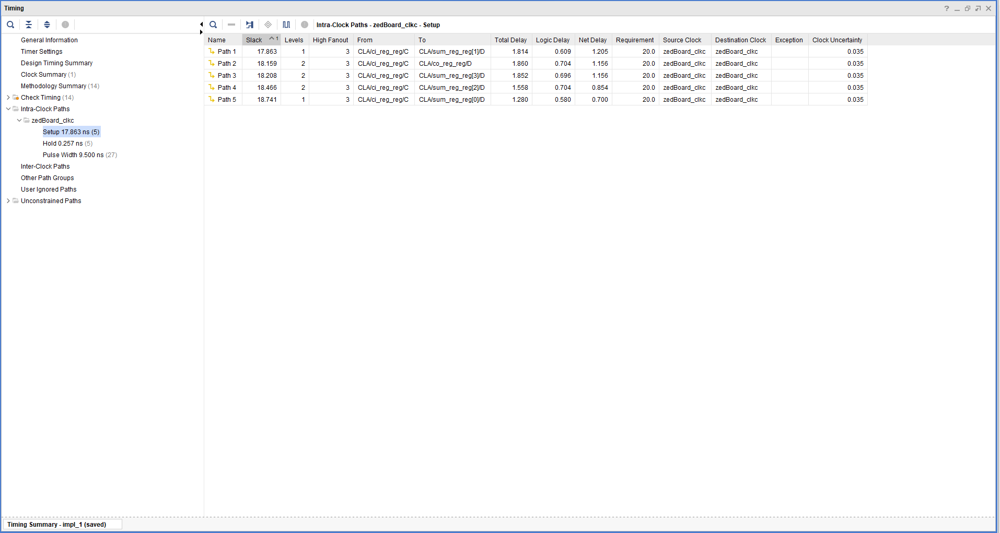 Timing
General Information
Timer Settings
Design Timing Summary
Clock Summary (1)
Methodology Summary (14)
Check Timing (14)
Intra-Clock Paths
zedBoard_clkc
Setup 17.863 ns (5)
Hold 0.257 ns (5)
Pulse Width 9.500 ns (27)
Inter-Clock Paths
Other Path Groups
User Ignored Paths
Unconstrained Paths
Intra-Clock Paths - zedBoard_clkc - Setup
Name Slack 1 Levels High Fanout From To Total Delay Logic Delay Net Delay Requirement Source Clock Destination Clock Exception Clock Uncertainty
Path 1 17.863 1 3 CLA/ci_reg_reg/C CLA/sum_reg_reg[1]/D 1.814 0.609 1.205 20.0 zedBoard_clkc zedBoard_clkc 0.035
Path 2 18.159 2 3 CLA/ci_reg_reg/C CLA/co_reg_reg/D 1.860 0.704 1.156 20.0 zedBoard_clkc zedBoard_clkc 0.035
Path 3 18.208 2 3 CLA/ci_reg_reg/C CLA/sum_reg_reg[3]/D 1.852 0.696 1.156 20.0 zedBoard_clkc zedBoard_clkc 0.035
Path 4 18.466 2 3 CLA/ci_reg_reg/C CLA/sum_reg_reg[2]/D 1.558 0.704 0.854 20.0 zedBoard_clkc zedBoard_clkc 0.035
Path 5 18.741 1 3 CLA/ci_reg_reg/C CLA/sum_reg_reg[0]/D 1.280 0.580 0.700 20.0 zedBoard_clkc zedBoard_clkc 0.035
Timing Summary - impl_1 (saved)